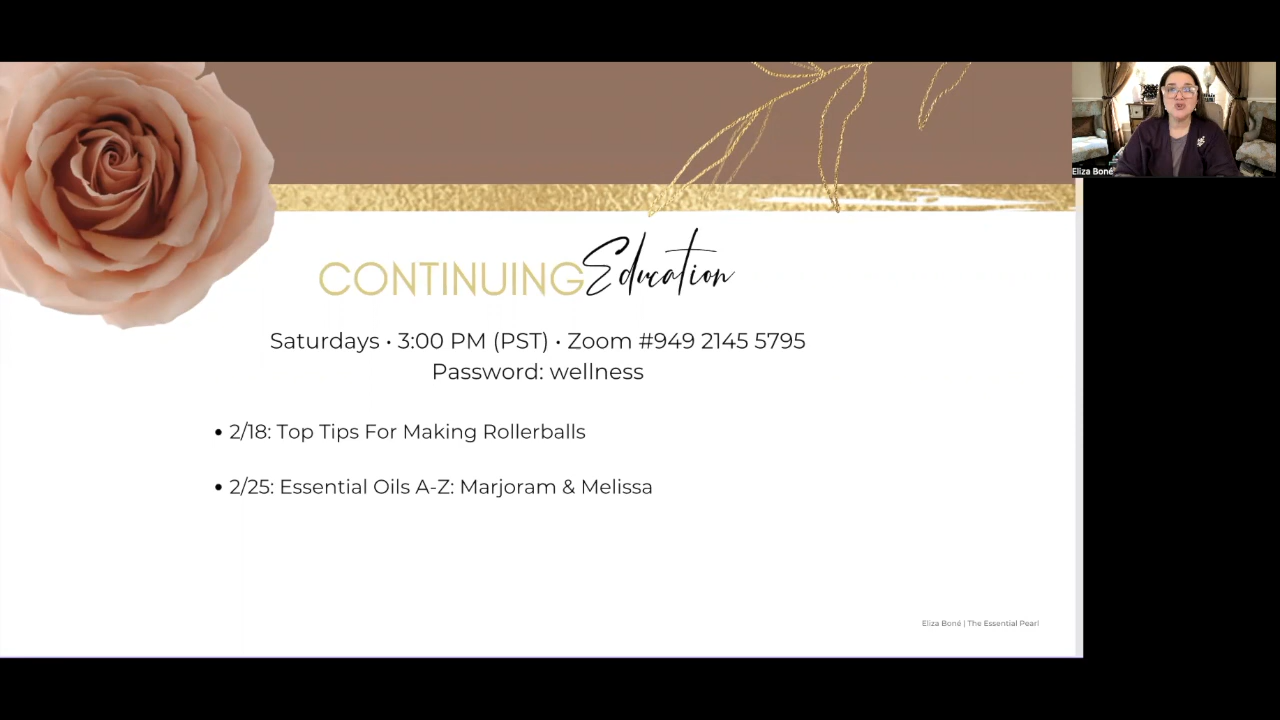 Eliza Boné
CONTINUING Education
Saturdays • 3:00 PM (PST) • Zoom #949 2145 5795
Password: wellness
• 2/18: Top Tips For Making Rollerballs
• 2/25: Essential Oils A-Z: Marjoram & Melissa
Eliza Boné | The Essential Pearl